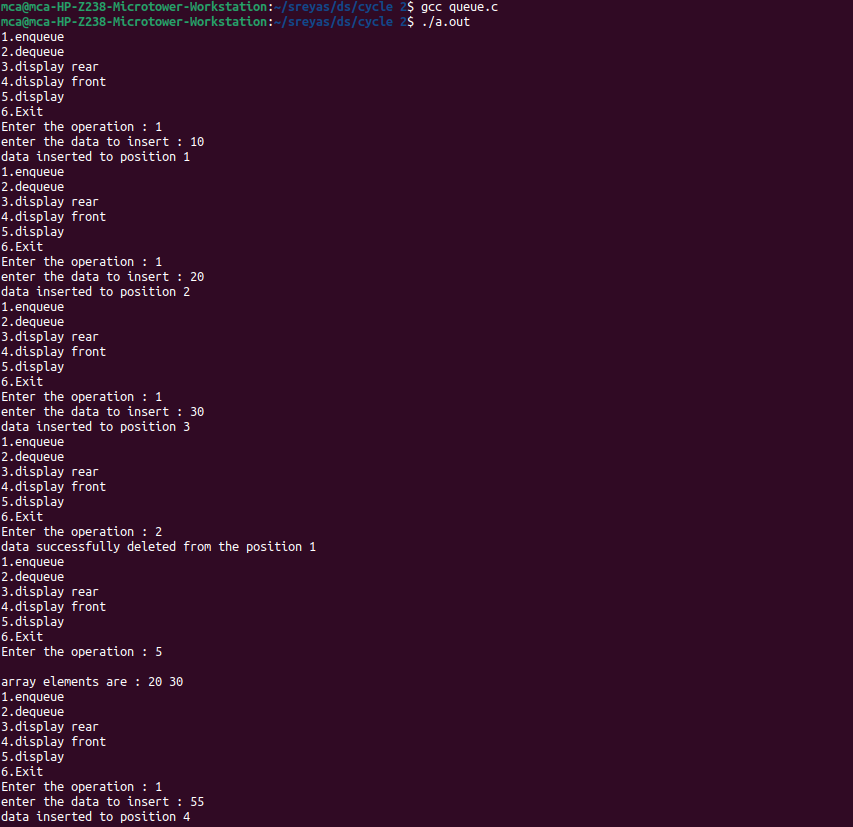 mca@mca-HP-Z238-Microtower-Workstation:~/sreyas/ds/cycle 2$ gcc queue.c
mca@mca-HP-Z238-Microtower-Workstation:~/sreyas/ds/cycle 2$ ./a.out
1.enqueue
2.dequeue
3.display rear
4.display front
5.display
6.Exit
Enter the operation : 1
enter the data to insert : 10
data inserted to position 1
1.enqueue
2.dequeue
3.display rear
4.display front
5.display
6.Exit
Enter the operation : 1
enter the data to insert : 20
data inserted to position 2
1.enqueue
2.dequeue
3.display rear
4.display front
5.display
6.Exit
Enter the operation : 1
enter the data to insert : 30
data inserted to position 3
1.enqueue
2.dequeue
3.display rear
4.display front
5.display
6.Exit
Enter the operation : 2
data successfully deleted from the position 1
1.enqueue
2.dequeue
3.display rear
4.display front
5.display
6.Exit
Enter the operation : 5
array elements are : 20 30
1.enqueue
2.dequeue
3.display rear
4.display front
5.display
6.Exit
Enter the operation : 1
enter the data to insert : 55
data inserted to position 4